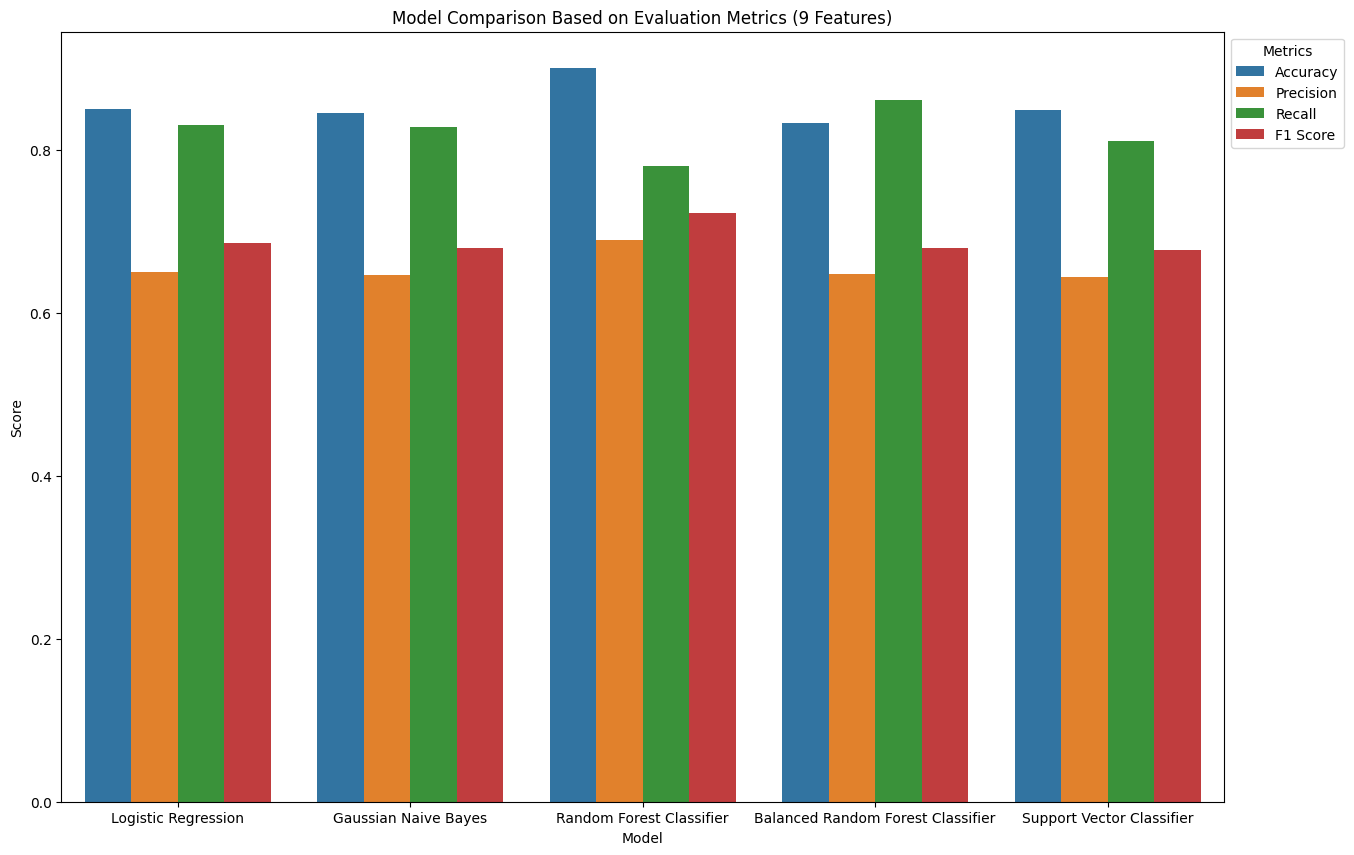 Model Comparison Based on Evaluation Metrics (9 Features)
Metrics
Accuracy
Precision
Recall
F1 Score
Score
0.8
0.6
0.4
0.2
0.0
Logistic Regression
Gaussian Naive Bayes
Random Forest Classifier
Balanced Random Forest Classifier
Support Vector Classifier
Model